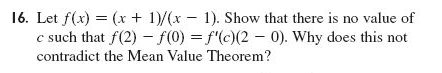 16. Let f(x) = (x + 1)/(x − 1). Show that there is no value of
c such that f(2) − f(0) = f'(c)(2 − 0). Why does this not
contradict the Mean Value Theorem?